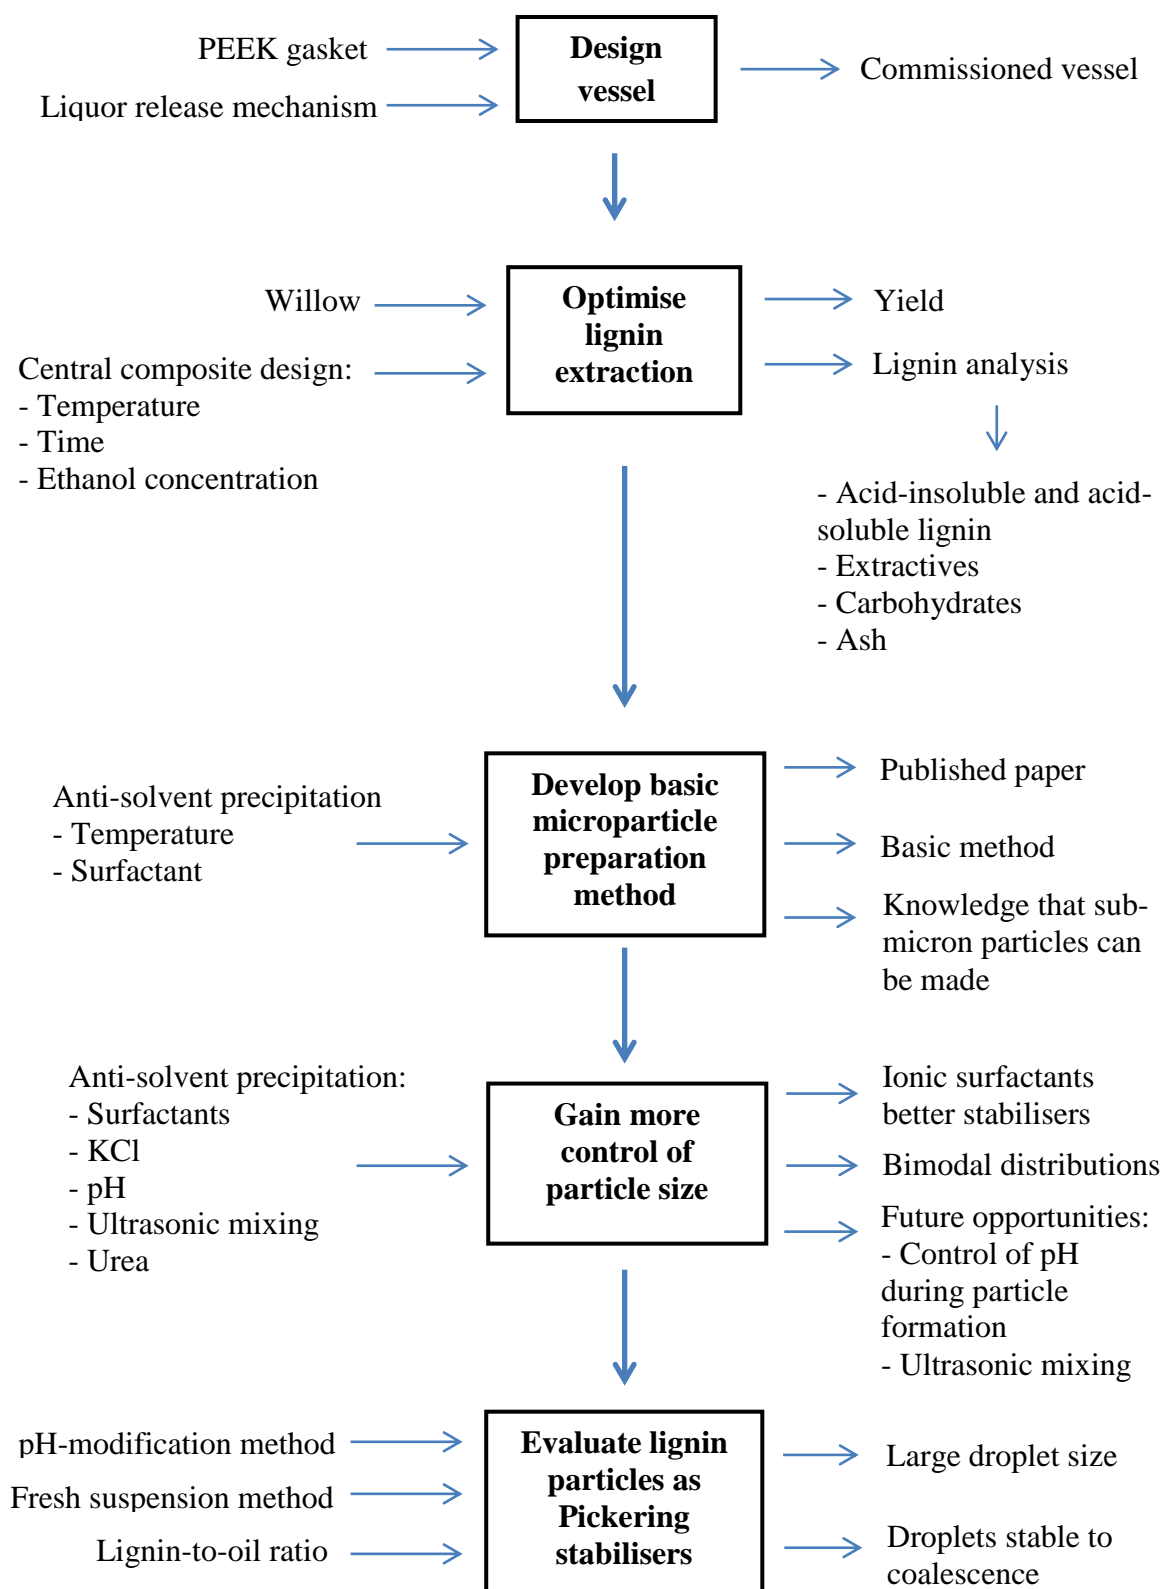 PEEK gasket
Liquor release mechanism
Design
vessel
Commissioned vessel
Willow
Central composite design:
- Temperature
- Time
- Ethanol concentration
Optimise
lignin
extraction
Yield
Lignin analysis
- Acid-insoluble and acid-
soluble lignin
- Extractives
- Carbohydrates
- Ash
Anti-solvent precipitation
- Temperature
- Surfactant
Develop basic
microparticle
preparation
method
Published paper
Basic method
Knowledge that sub-
micron particles can
be made
Anti-solvent precipitation:
- Surfactants
- KCl
- pH
- Ultrasonic mixing
- Urea
Gain more
control of
particle size
Ionic surfactants
better stabilisers
Bimodal distributions
Future opportunities:
- Control of pH
during particle
formation
- Ultrasonic mixing
pH-modification method
Fresh suspension method
Lignin-to-oil ratio
Evaluate lignin
particles as
Pickering
stabilisers
Large droplet size
Droplets stable to
coalescence